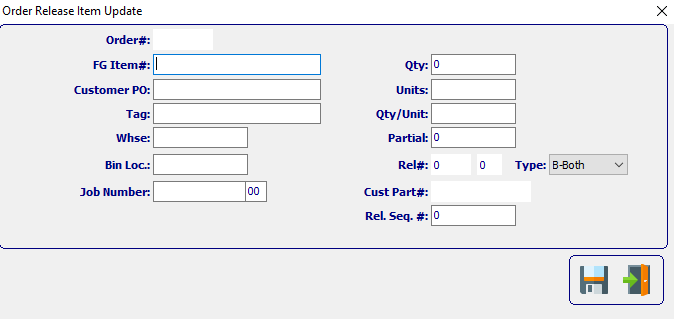 Order Release Item Update
Order#:
FG Item#: Qty: 0
Customer PO: Units:
Tag: Qty/Unit:
Whse: Partial: 0
Bin Loc.: Rel#: 0 0 Type: B-Both
Job Number: 00 Cust Part#:
Rel. Seq. #: 0